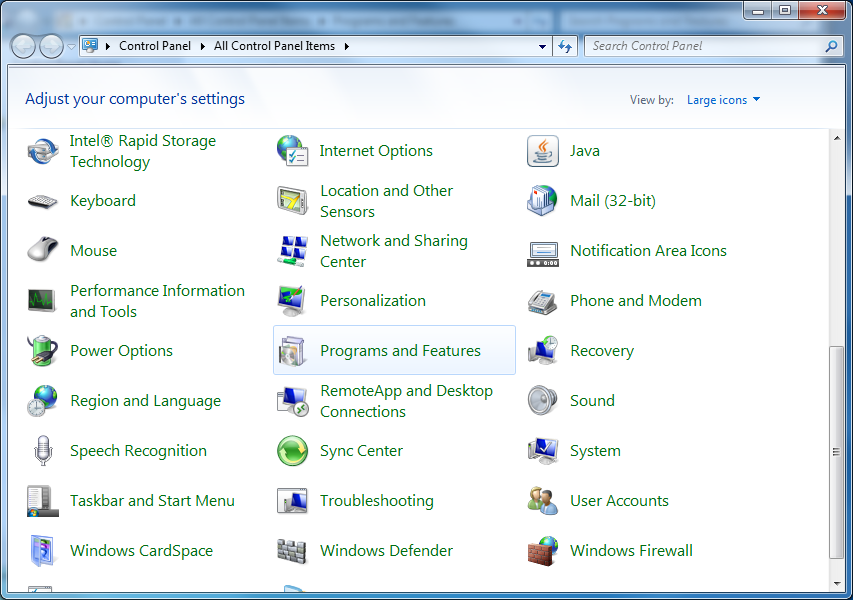 Control Panel All Control Panel Items
Search Control Panel
Adjust your computer's settings
View by: Large icons
Intel® Rapid Storage
Technology
Internet Options
Java
Keyboard
Location and Other
Sensors
Mail (32-bit)
Mouse
Network and Sharing
Center
Notification Area Icons
Performance Information
and Tools
Personalization
Phone and Modem
Power Options
Programs and Features
Recovery
Region and Language
RemoteApp and Desktop
Connections
Sound
Speech Recognition
Sync Center
System
Taskbar and Start Menu
Troubleshooting
User Accounts
Windows CardSpace
Windows Defender
Windows Firewall